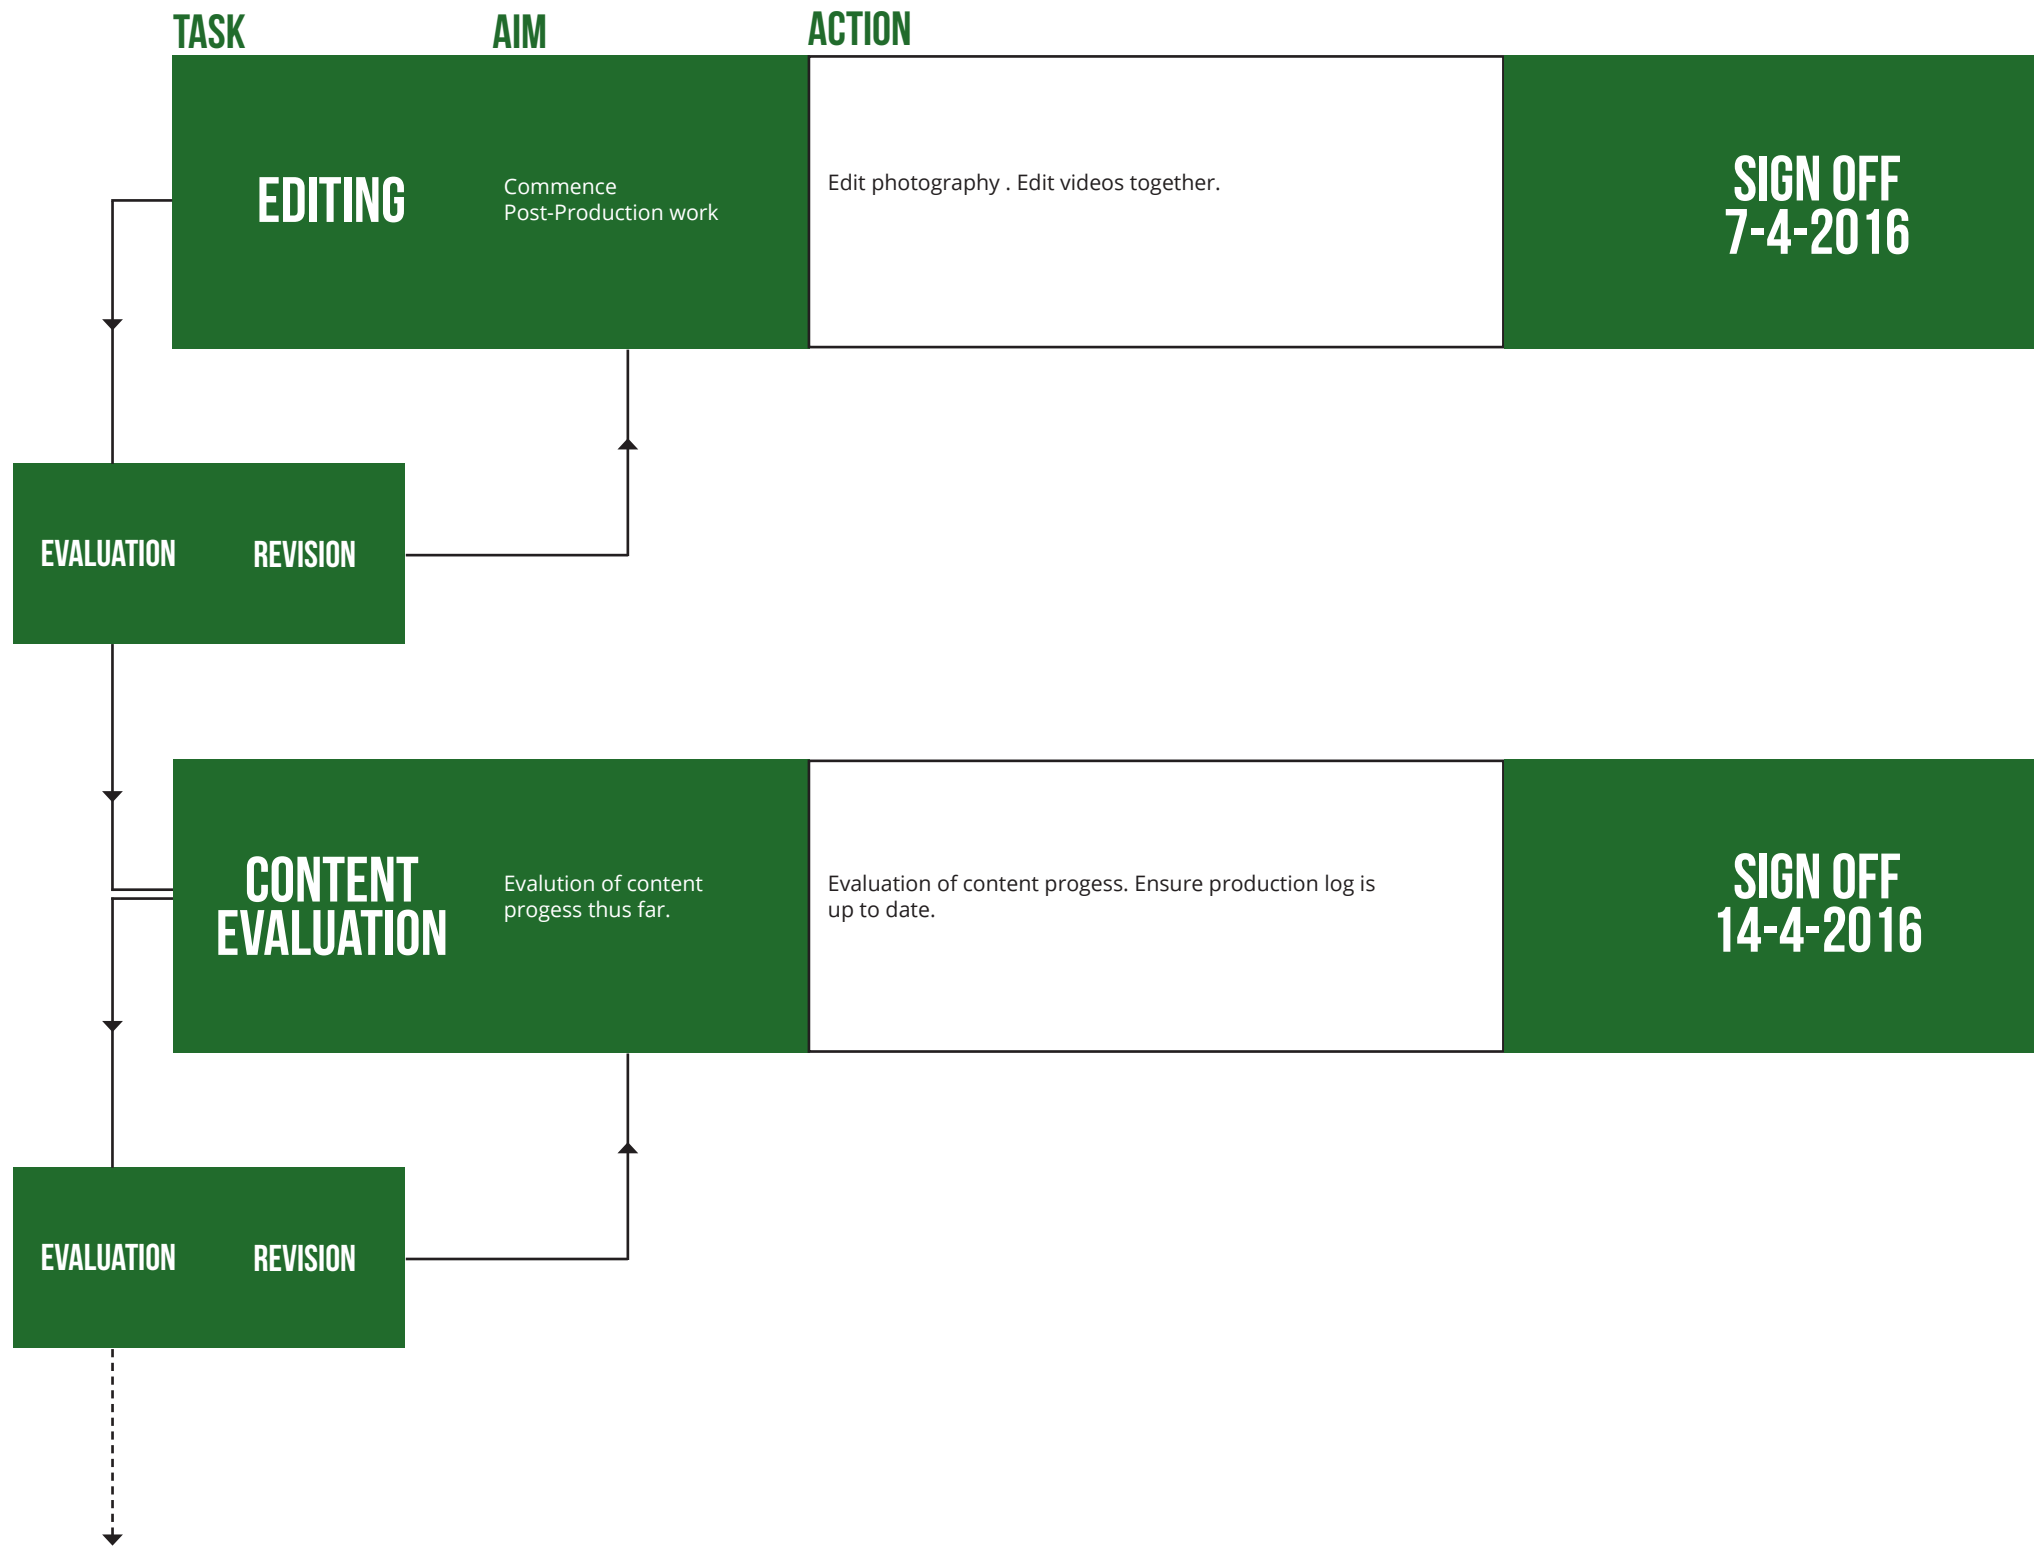 TASK
AIM
ACTION
EDITING
Commence
Post-Production work
Edit photography . Edit videos together.
SIGN OFF
7-4-2016
EVALUATION
REVISION
CONTENT
EVALUATION
Evalution of content
progess thus far.
Evaluation of content progess. Ensure production log is
up to date.
SIGN OFF
14-4-2016
EVALUATION
REVISION